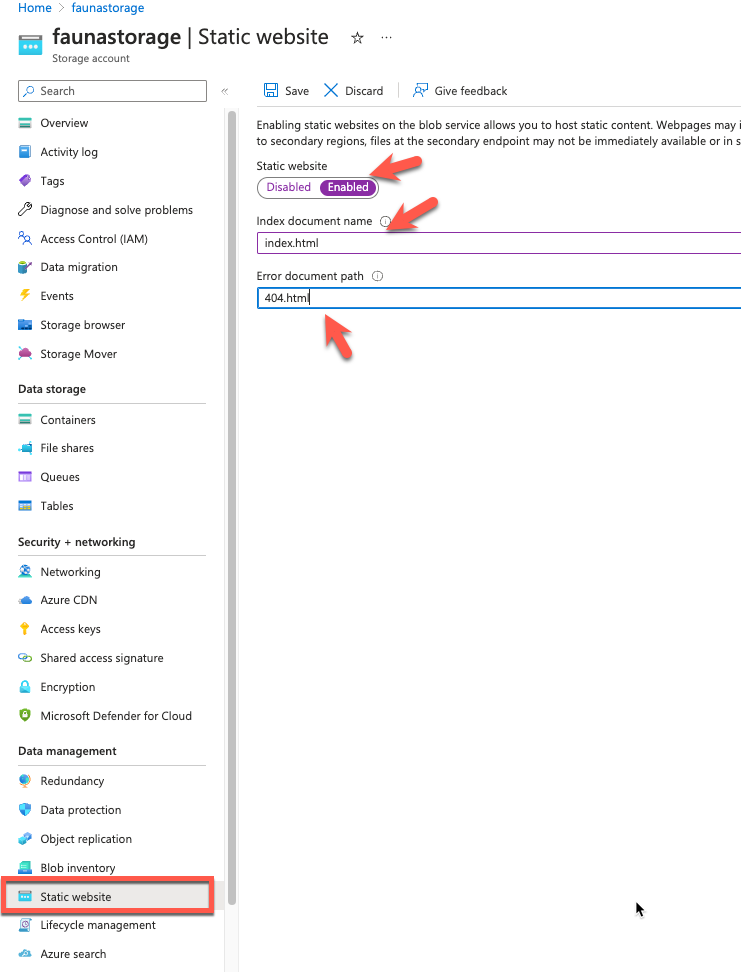 Home > faunastorage
faunastorage | Static website ☆ ···
Storage account
Search «
Overview
Activity log
Tags
Diagnose and solve problems
Access Control (IAM)
Data migration
Events
Storage browser
Storage Mover
Data storage
Containers
File shares
Queues
Tables
Security + networking
Networking
Azure CDN
Access keys
Shared access signature
Encryption
Microsoft Defender for Cloud
Data management
Redundancy
Data protection
Object replication
Blob inventory
Static website
Lifecycle management
Azure search
Save Discard Give feedback
Enabling static websites on the blob service allows you to host static content. Webpages may i
to secondary regions, files at the secondary endpoint may not be immediately available or in s
Static website
Disabled Enabled
Index document name
index.html
Error document path
404.html